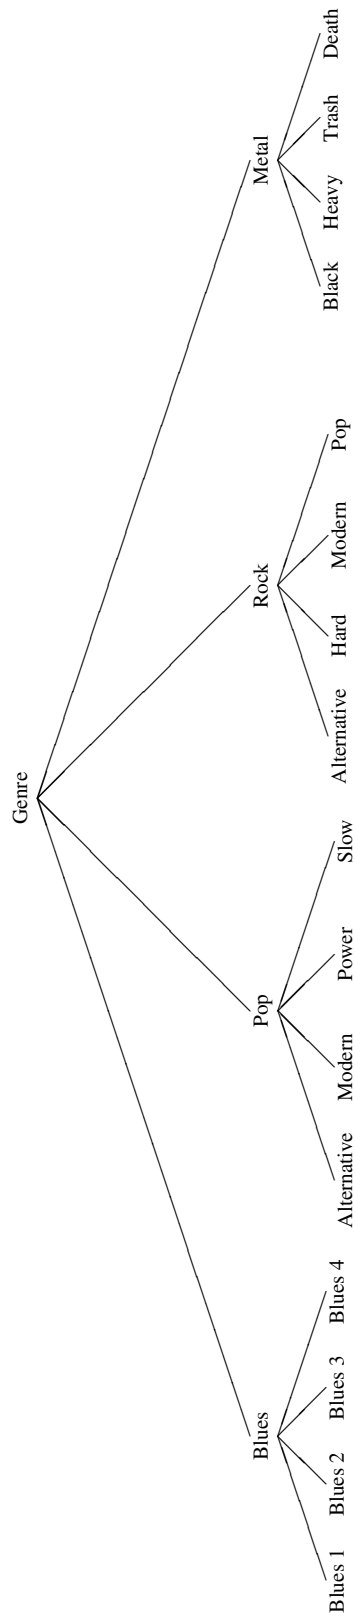 Genre
Blues
Pop
Rock
Metal
Blues 1
Blues 2
Blues 3
Blues 4
Alternative
Modern
Power
Slow
Alternative
Hard
Modern
Pop
Black
Heavy
Trash
Death